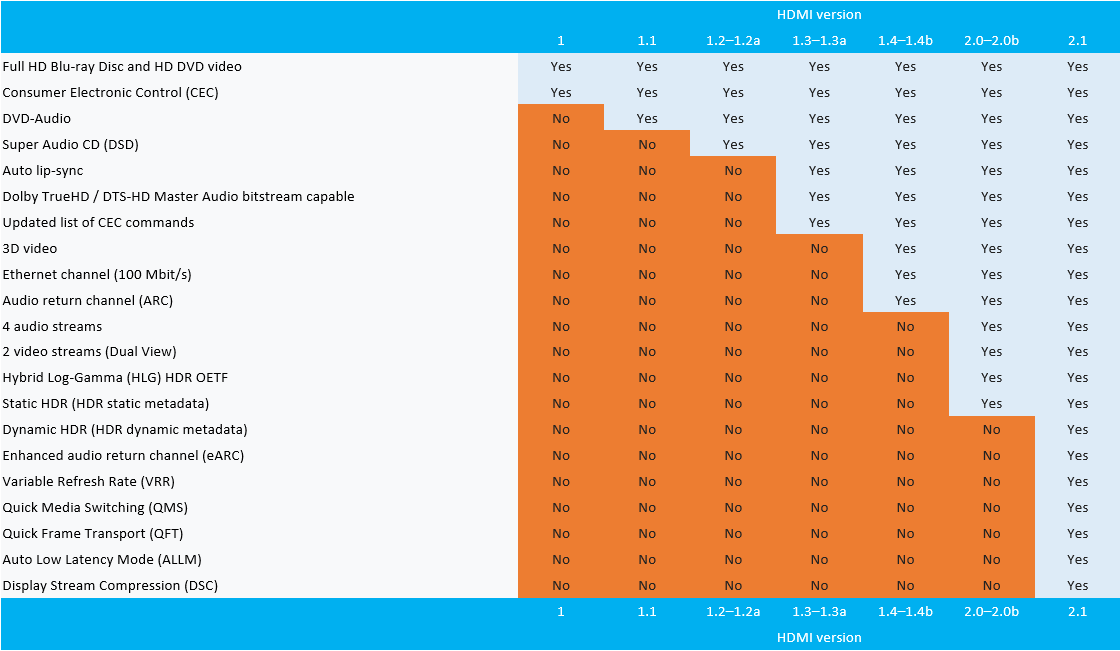 HDMI version
1 1.1 1.2–1.2a 1.3–1.3a 1.4–1.4b 2.0–2.0b 2.1
Full HD Blu-ray Disc and HD DVD video Yes Yes Yes Yes Yes Yes Yes
Consumer Electronic Control (CEC) Yes Yes Yes Yes Yes Yes Yes
DVD-Audio No Yes Yes Yes Yes Yes Yes
Super Audio CD (DSD) No No Yes Yes Yes Yes Yes
Auto lip-sync No No No Yes Yes Yes Yes
Dolby TrueHD / DTS-HD Master Audio bitstream capable No No No Yes Yes Yes Yes
Updated list of CEC commands No No No Yes Yes Yes Yes
3D video No No No No Yes Yes Yes
Ethernet channel (100 Mbit/s) No No No No Yes Yes Yes
Audio return channel (ARC) No No No No Yes Yes Yes
4 audio streams No No No No No Yes Yes
2 video streams (Dual View) No No No No No Yes Yes
Hybrid Log-Gamma (HLG) HDR OETF No No No No No Yes Yes
Static HDR (HDR static metadata) No No No No No Yes Yes
Dynamic HDR (HDR dynamic metadata) No No No No No No Yes
Enhanced audio return channel (eARC) No No No No No No Yes
Variable Refresh Rate (VRR) No No No No No No Yes
Quick Media Switching (QMS) No No No No No No Yes
Quick Frame Transport (QFT) No No No No No No Yes
Auto Low Latency Mode (ALLM) No No No No No No Yes
Display Stream Compression (DSC) No No No No No No Yes
1 1.1 1.2–1.2a 1.3–1.3a 1.4–1.4b 2.0–2.0b 2.1
HDMI version